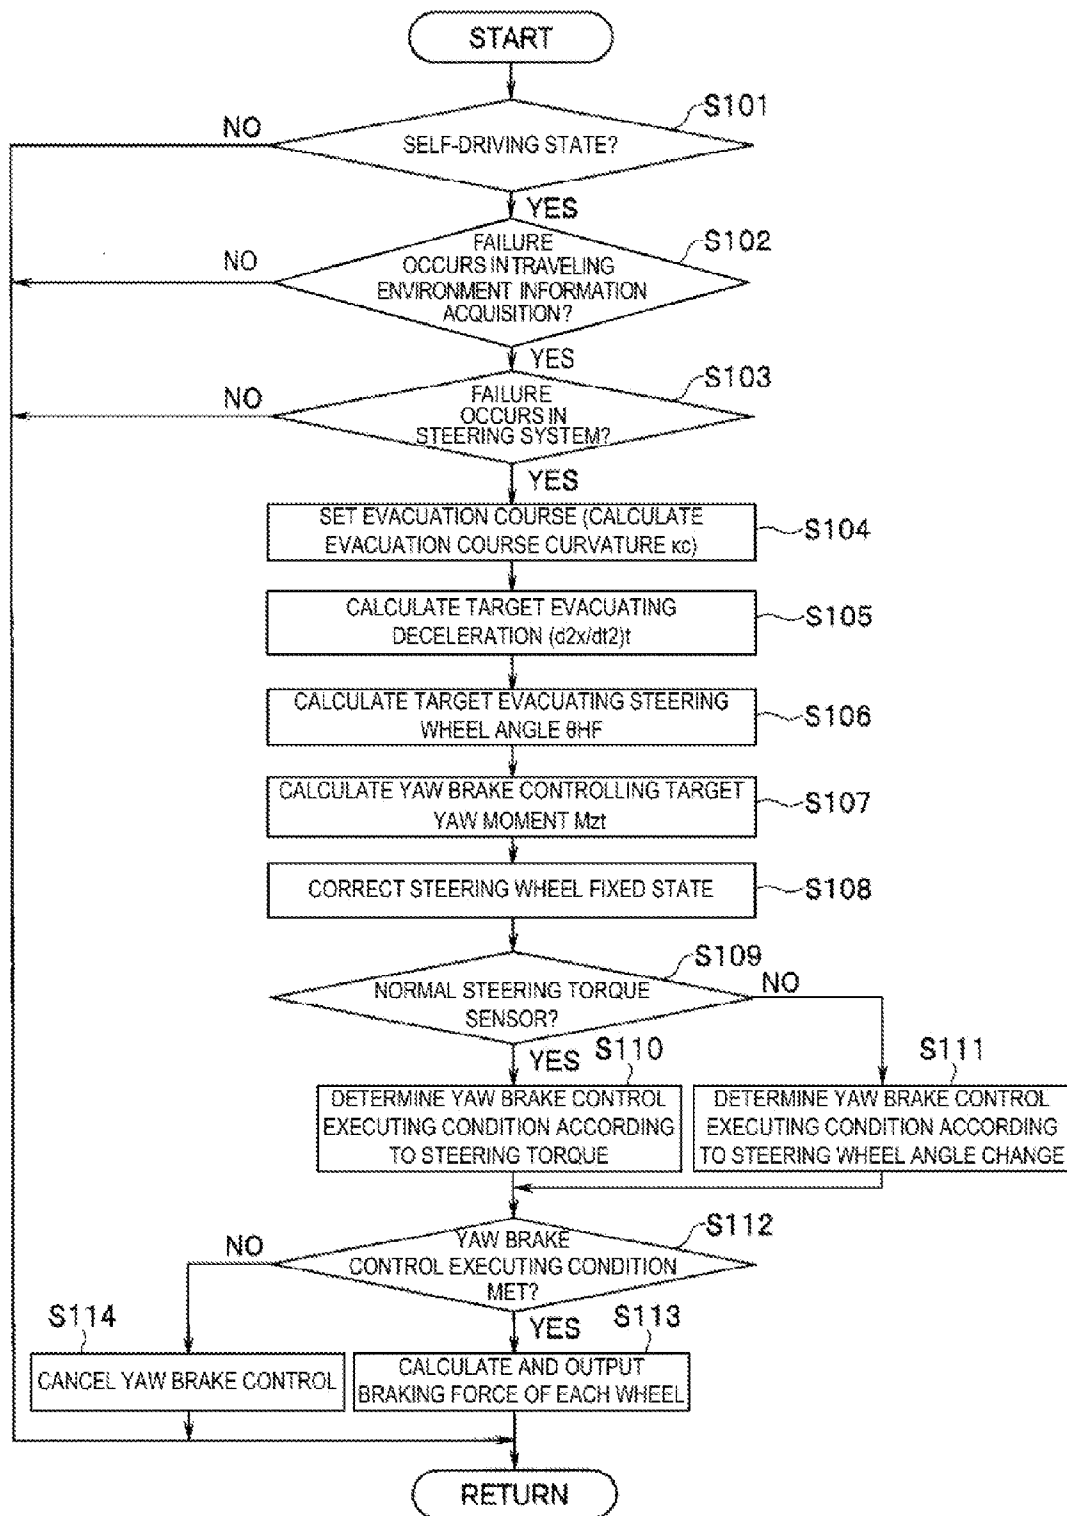 START
S101
NO
SELF-DRIVING STATE?
YES
S102
NO
FAILURE
OCCURS IN TRAVELING
ENVIRONMENT INFORMATION
ACQUISITION?
YES
S103
NO
FAILURE
OCCURS IN
STEERING SYSTEM?
YES
SET EVACUATION COURSE (CALCULATE
EVACUATION COURSE CURVATURE κc)
S104
CALCULATE TARGET EVACUATING
DECELERATION (d2x/dt2)t
S105
CALCULATE TARGET EVACUATING STEERING
WHEEL ANGLE θHF
S106
CALCULATE YAW BRAKE CONTROLLING TARGET
YAW MOMENT Mzt
S107
CORRECT STEERING WHEEL FIXED STATE
S108
S109
NORMAL STEERING TORQUE
SENSOR?
NO
YES
S110
S111
DETERMINE YAW BRAKE CONTROL
EXECUTING CONDITION ACCORDING
TO STEERING TORQUE
DETERMINE YAW BRAKE CONTROL
EXECUTING CONDITION ACCORDING
TO STEERING WHEEL ANGLE CHANGE
S112
NO
YAW BRAKE
CONTROL EXECUTING CONDITION
MET?
YES
S114
S113
CANCEL YAW BRAKE CONTROL
CALCULATE AND OUTPUT
BRAKING FORCE OF EACH WHEEL
RETURN